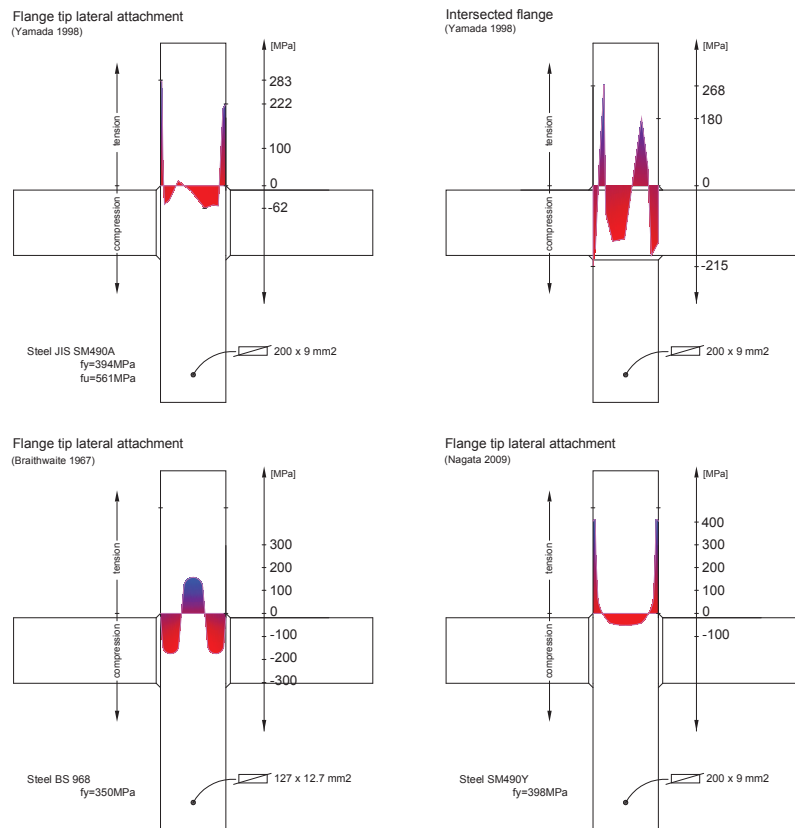 Flange tip lateral attachment
(Yamada 1998)
[MPa]
283
222
100
0
-62
tension
compression
Steel JIS SM490A
fy=394MPa
fu=561MPa
200 x 9 mm2
Intersected flange
(Yamada 1998)
[MPa]
268
180
0
-215
tension
compression
200 x 9 mm2
Flange tip lateral attachment
(Braithwaite 1967)
[MPa]
300
200
100
0
-100
-200
-300
tension
compression
Steel BS 968
fy=350MPa
127 x 12.7 mm2
Flange tip lateral attachment
(Nagata 2009)
[MPa]
400
300
200
100
0
-100
tension
compression
Steel SM490Y
fy=398MPa
200 x 9 mm2